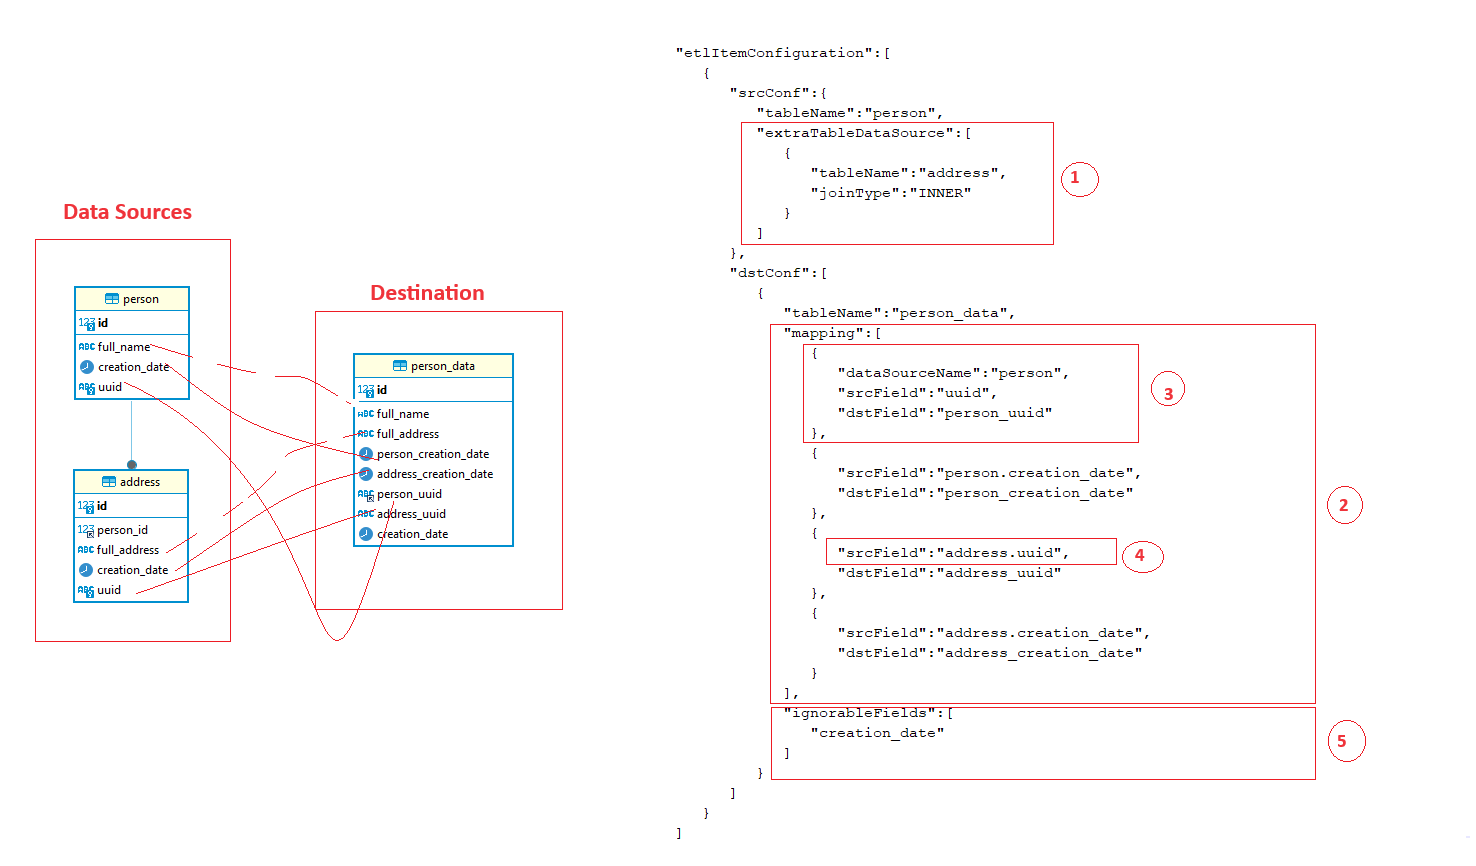 Data Sources
person
123 id
ABC full_name
creation_date
ABC uuid
address
123 id
123 person_id
ABC full_address
creation_date
ABC uuid
Destination
person_data
123 id
ABC full_name
ABC full_address
person_creation_date
address_creation_date
ABC person_uuid
ABC address_uuid
creation_date
"etlItemConfiguration":[
{
"srcConf":{
"tableName":"person",
"extraTableDataSource":[
{
"tableName":"address",
"joinType":"INNER"
}
]
},
"dstConf":[
{
"tableName":"person_data",
"mapping":[
{
"dataSourceName":"person",
"srcField":"uuid",
"dstField":"person_uuid"
},
{
"srcField":"person.creation_date",
"dstField":"person_creation_date"
},
{
"srcField":"address.uuid",
"dstField":"address_uuid"
},
{
"srcField":"address.creation_date",
"dstField":"address_creation_date"
}
],
"ignorableFields":[
"creation_date"
]
}
]
}
]
1
3
2
4
5